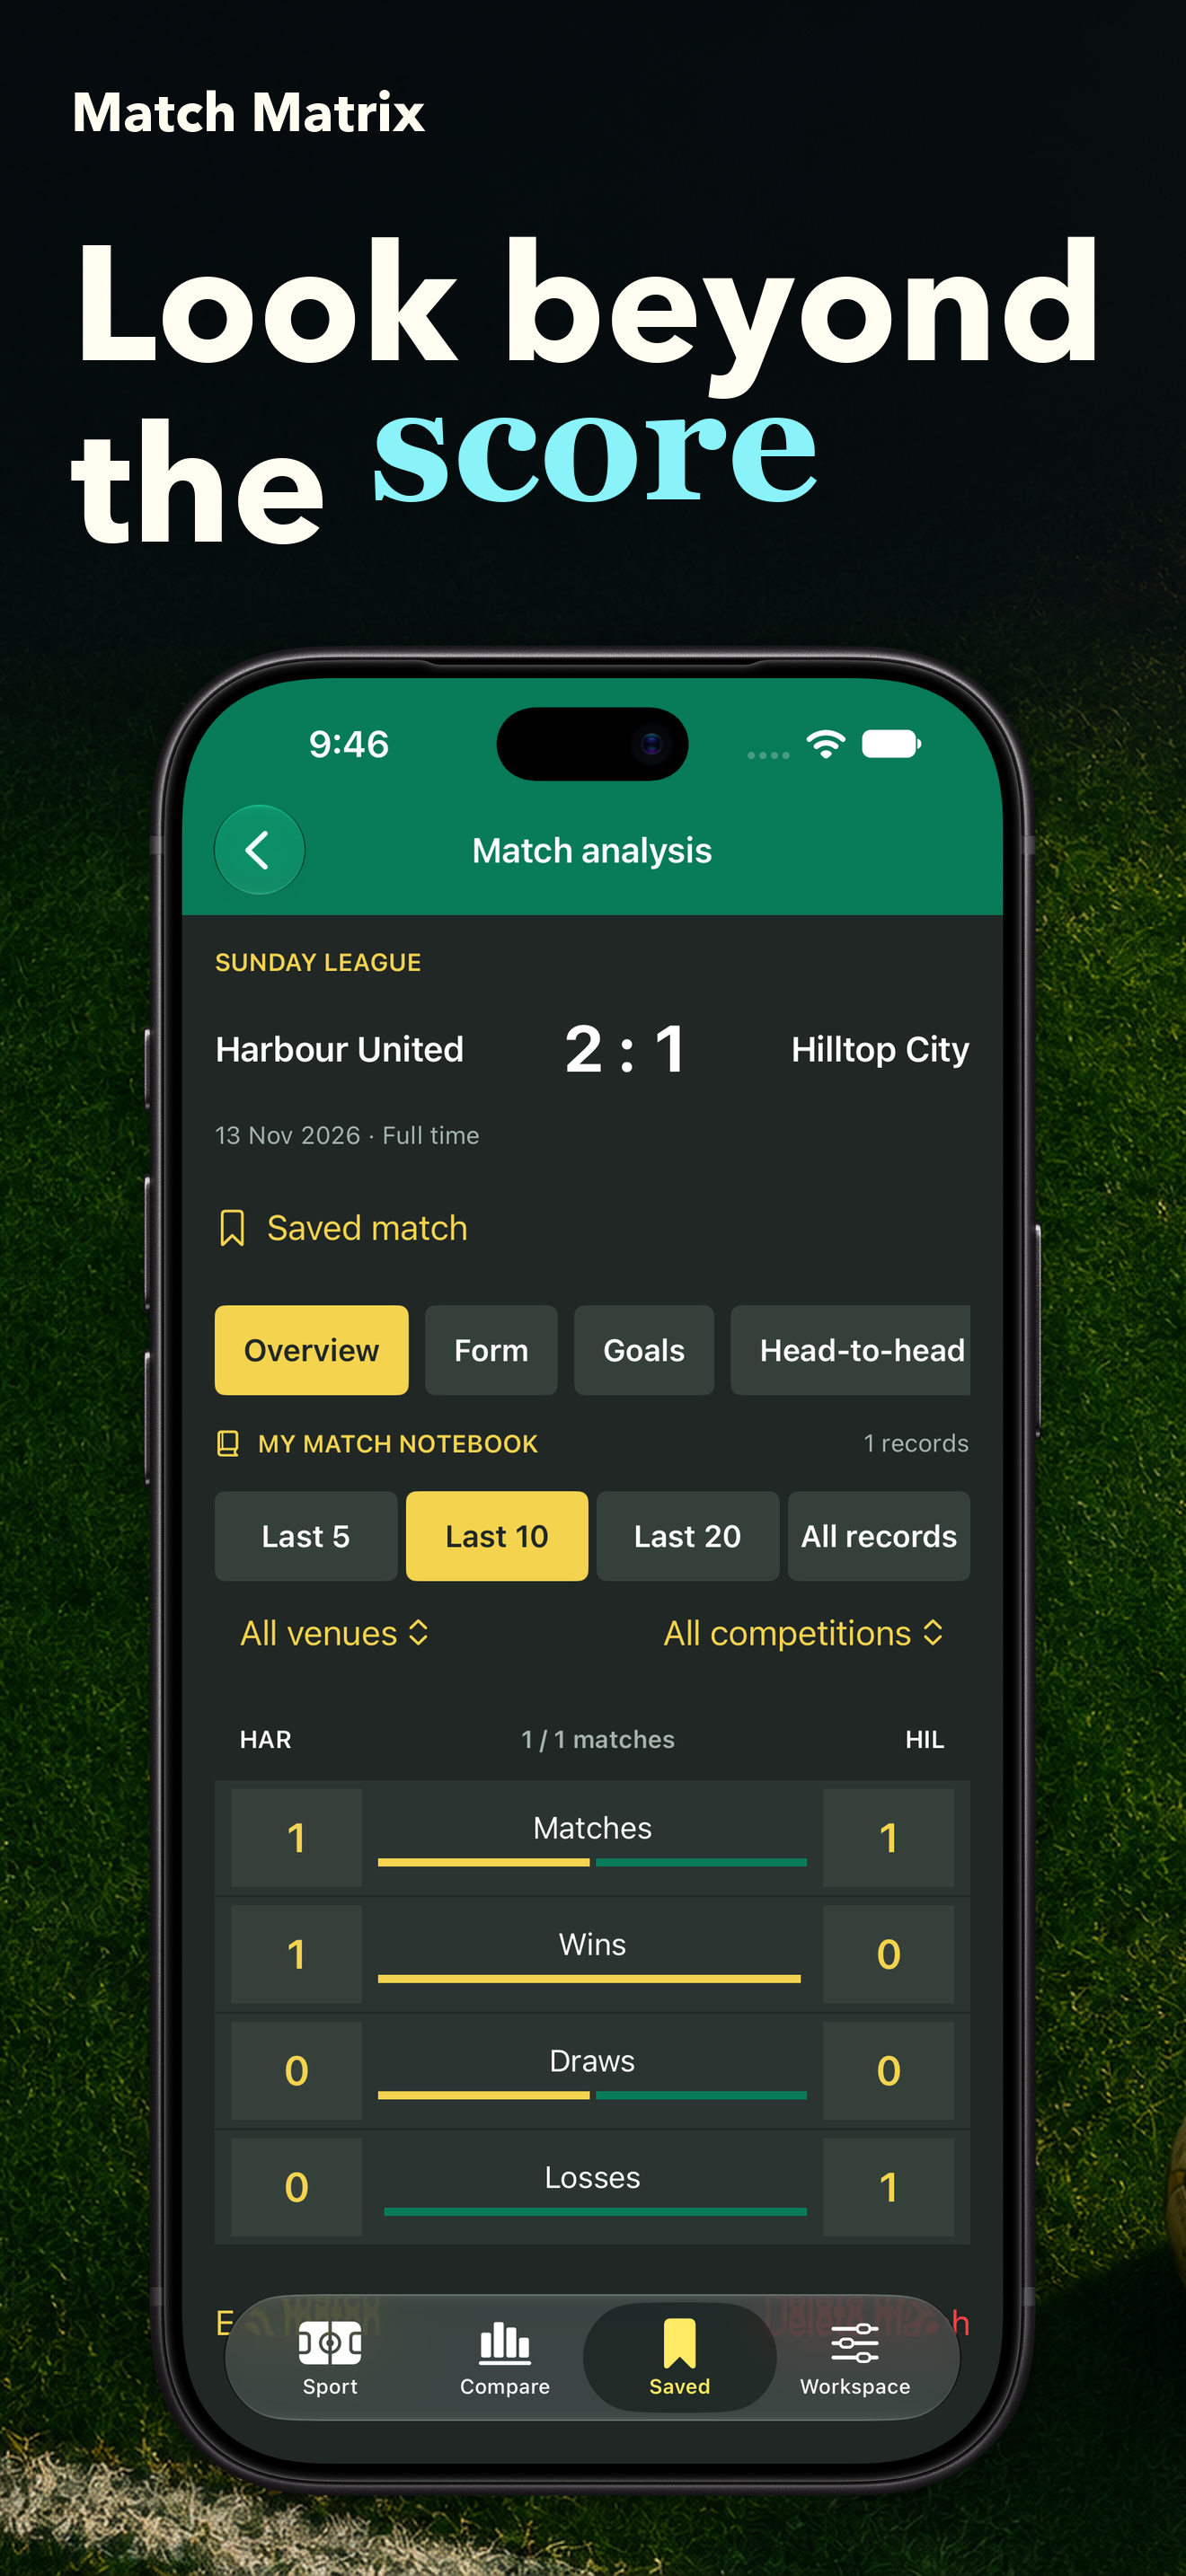 Match Matrix
Look beyond
the score
9:46
Match analysis
SUNDAY LEAGUE
Harbour United 2 : 1 Hilltop City
13 Nov 2026 · Full time
Saved match
Overview Form Goals Head-to-head
MY MATCH NOTEBOOK 1 records
Last 5 Last 10 Last 20 All records
All venues All competitions
HAR 1 / 1 matches HIL
1 Matches 1
1 Wins 0
0 Draws 0
0 Losses 1
Sport Compare Saved Workspace